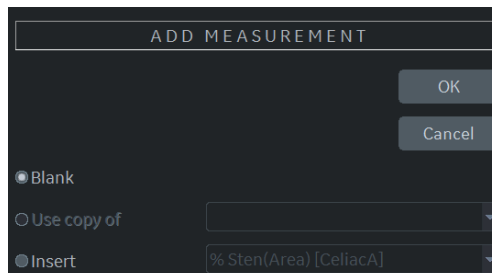 ADD MEASUREMENT
OK
Cancel
Blank
Use copy of
Insert
% Sten(Area) [CeliacA]